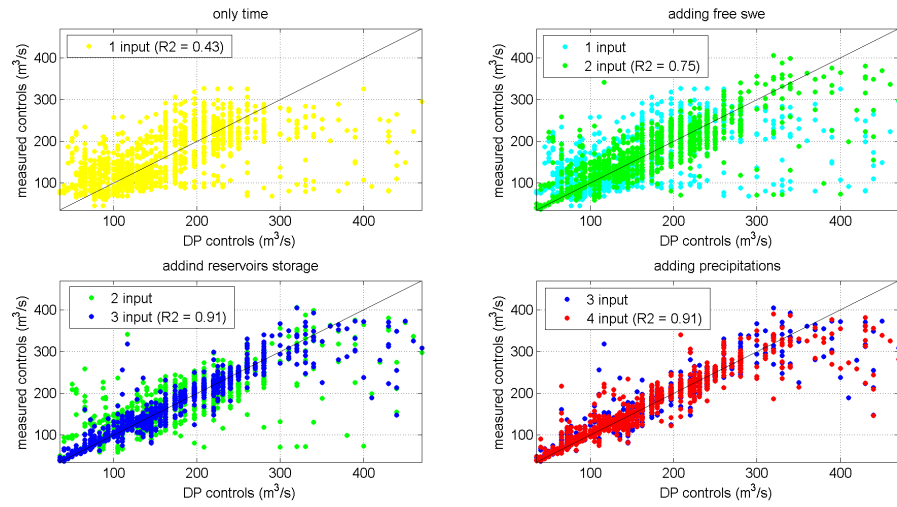 only time
1 input (R2 = 0.43)
measured controls (m³/s)
400
300
200
100
100 200 300 400
DP controls (m³/s)
adding free swe
1 input
2 input (R2 = 0.75)
measured controls (m³/s)
400
300
200
100
100 200 300 400
DP controls (m³/s)
addind reservoirs storage
2 input
3 input (R2 = 0.91)
measured controls (m³/s)
400
300
200
100
100 200 300 400
DP controls (m³/s)
adding precipitations
3 input
4 input (R2 = 0.91)
measured controls (m³/s)
400
300
200
100
100 200 300 400
DP controls (m³/s)